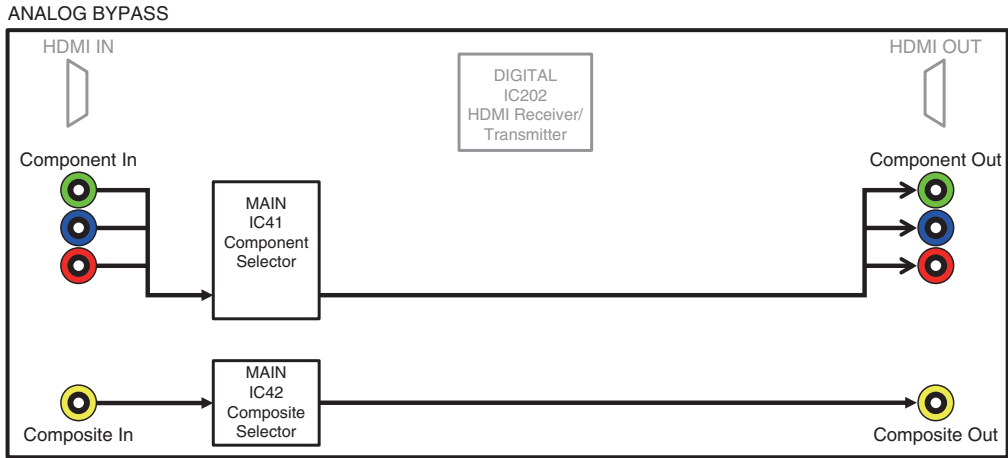 ANALOG BYPASS
HDMI IN
HDMI OUT
DIGITAL
IC202
HDMI Receiver/
Transmitter
Component In
Component Out
MAIN
IC41
Component
Selector
MAIN
IC42
Composite
Selector
Composite In
Composite Out